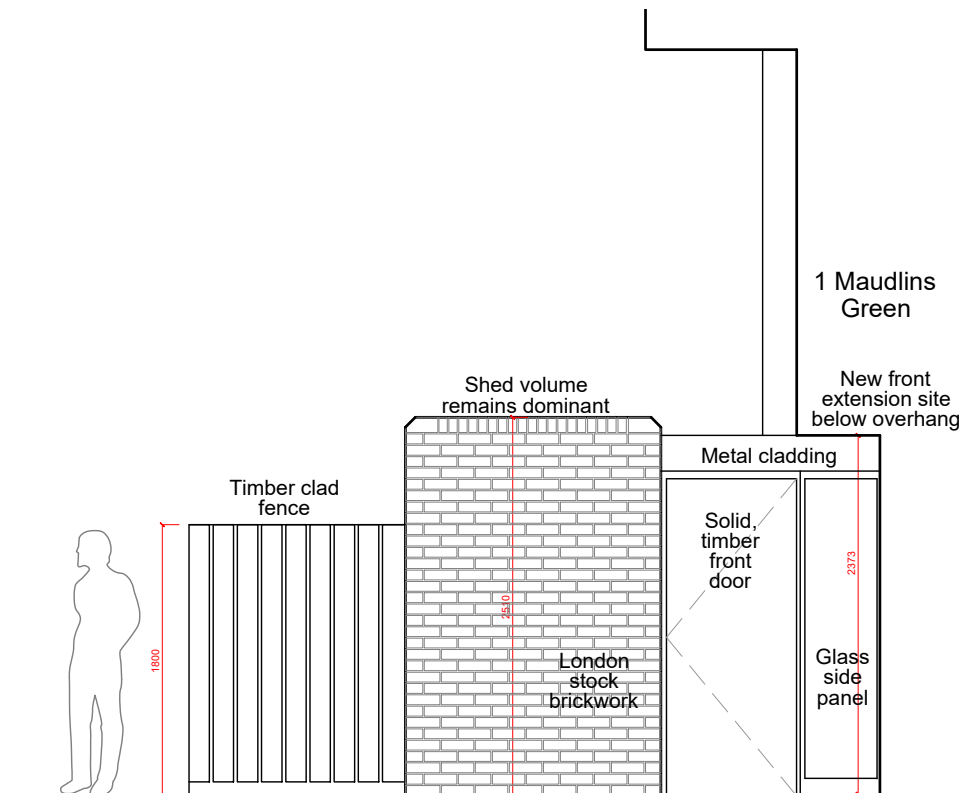 1 Maudlins
Green
New front
extension site
below overhang
Shed volume
remains dominant
Metal cladding
Timber clad
fence
Solid,
timber
front
door
2373
2510
1800
London
stock
brickwork
Glass
side
panel